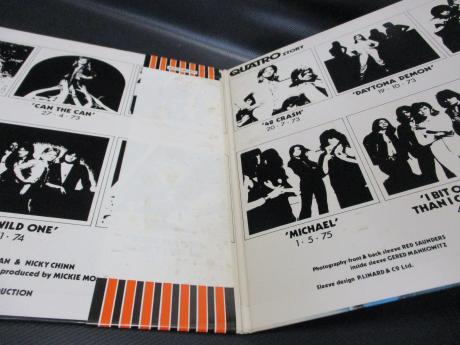 'CAN THE CAN'
27-4-73
WILD ONE'
1-74
AN & NICKY CHINN
produced by MICKIE MO
DUCTION
QUATRO STORY
'48 CRASH'
20-7-73
'DAYTONA DEMON'
19-10-73
'MICHAEL'
1-5-75
'I BIT O
THAN I C
Photography front & back sleeve RED SAUNDERS
inside sleeve GERED MANKOWITZ
Sleeve design P.LINARD & CO Ltd.